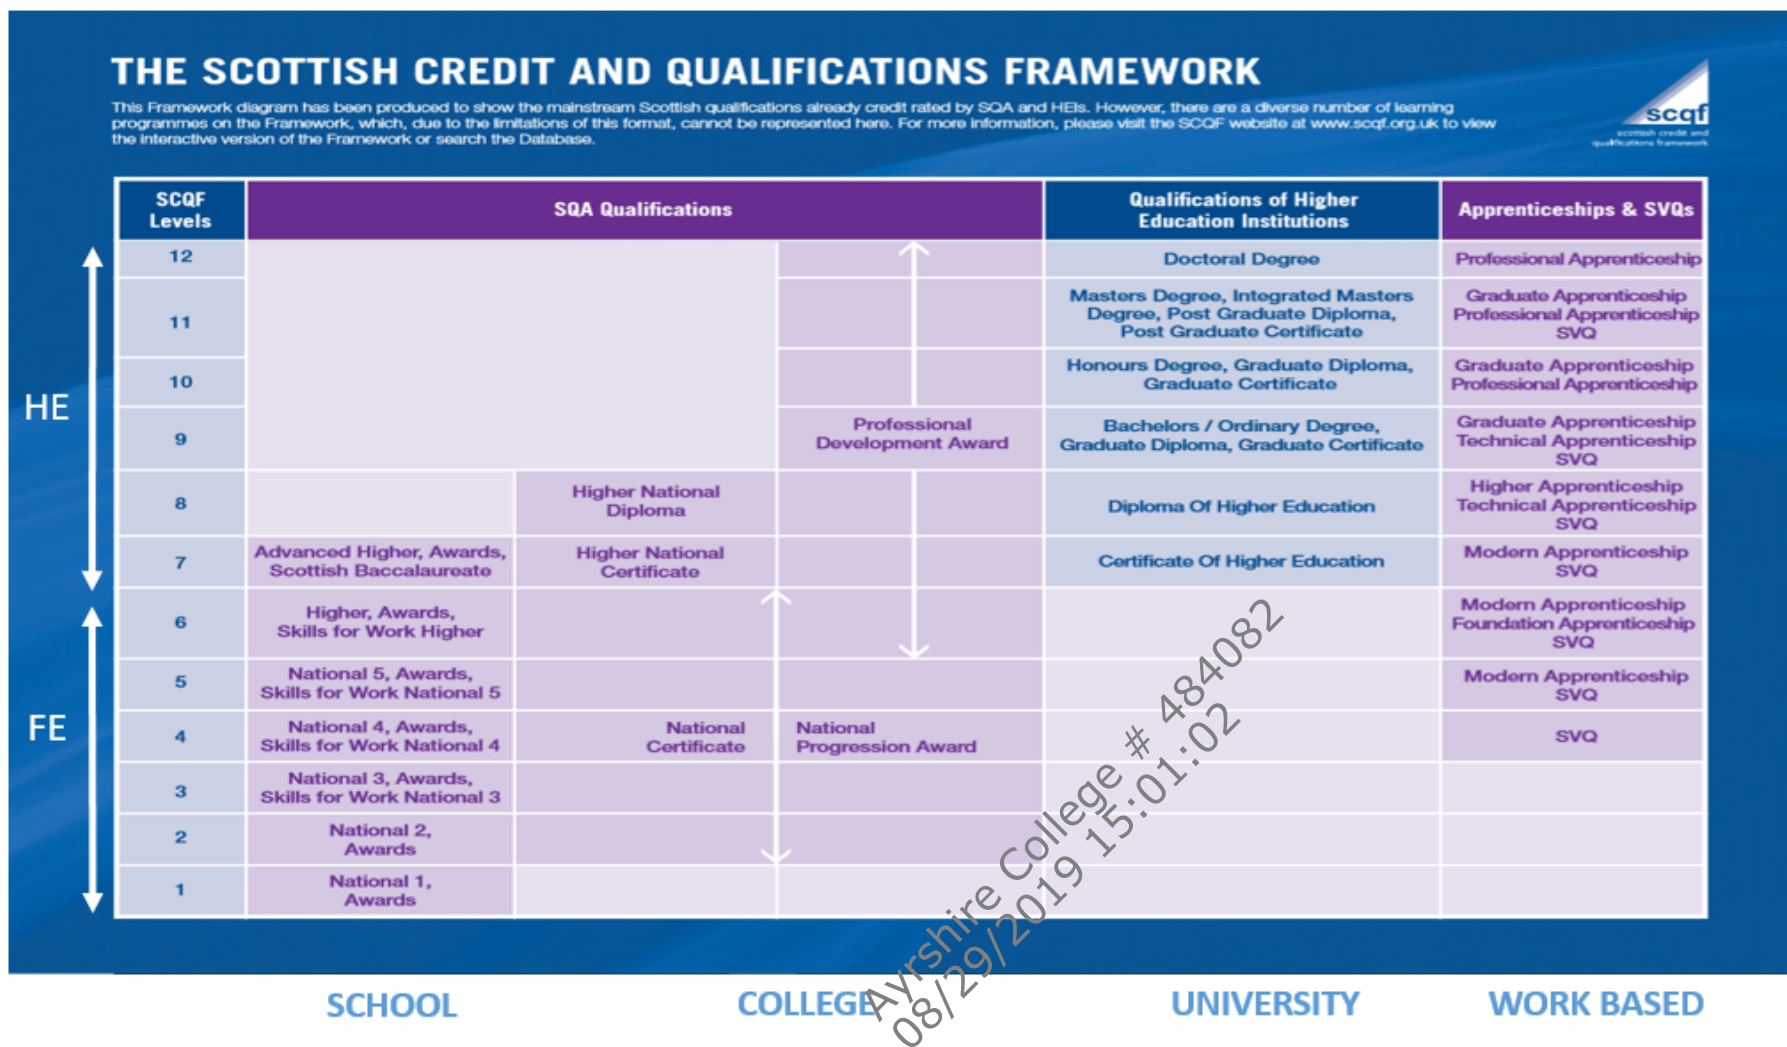 THE SCOTTISH CREDIT AND QUALIFICATIONS FRAMEWORK
This Framework diagram has been produced to show the mainstream Scottish qualifications already credit rated by SQA and HEIs. However, there are a diverse number of learning
programmes on the Framework, which, due to the limitations of this format, cannot be represented here. For more information, please visit the SCQF website at www.scqf.org.uk to view
the interactive version of the Framework or search the Database.
scqf
scottish credit and
qualifications framework
SCQF
Levels
SQA Qualifications
Qualifications of Higher
Education Institutions
Apprenticeships & SVQs
HE
12
Doctoral Degree
Professional Apprenticeship
11
Masters Degree, Integrated Masters
Degree, Post Graduate Diploma,
Post Graduate Certificate
Graduate Apprenticeship
Professional Apprenticeship
SVQ
10
Honours Degree, Graduate Diploma,
Graduate Certificate
Graduate Apprenticeship
Professional Apprenticeship
9
Professional
Development Award
Bachelors / Ordinary Degree,
Graduate Diploma, Graduate Certificate
Graduate Apprenticeship
Technical Apprenticeship
SVQ
8
Higher National
Diploma
Diploma Of Higher Education
Higher Apprenticeship
Technical Apprenticeship
SVQ
7
Advanced Higher, Awards,
Scottish Baccalaureate
Higher National
Certificate
Certificate Of Higher Education
Modern Apprenticeship
SVQ
FE
6
Higher, Awards,
Skills for Work Higher
Modern Apprenticeship
Foundation Apprenticeship
SVQ
5
National 5, Awards,
Skills for Work National 5
Modern Apprenticeship
SVQ
4
National 4, Awards,
Skills for Work National 4
National
Certificate
National
Progression Award
SVQ
3
National 3, Awards,
Skills for Work National 3
2
National 2,
Awards
1
National 1,
Awards
SCHOOL
COLLEGE
UNIVERSITY
WORK BASED
Ayrshire College # 484082
08/29/2019 15:01:02